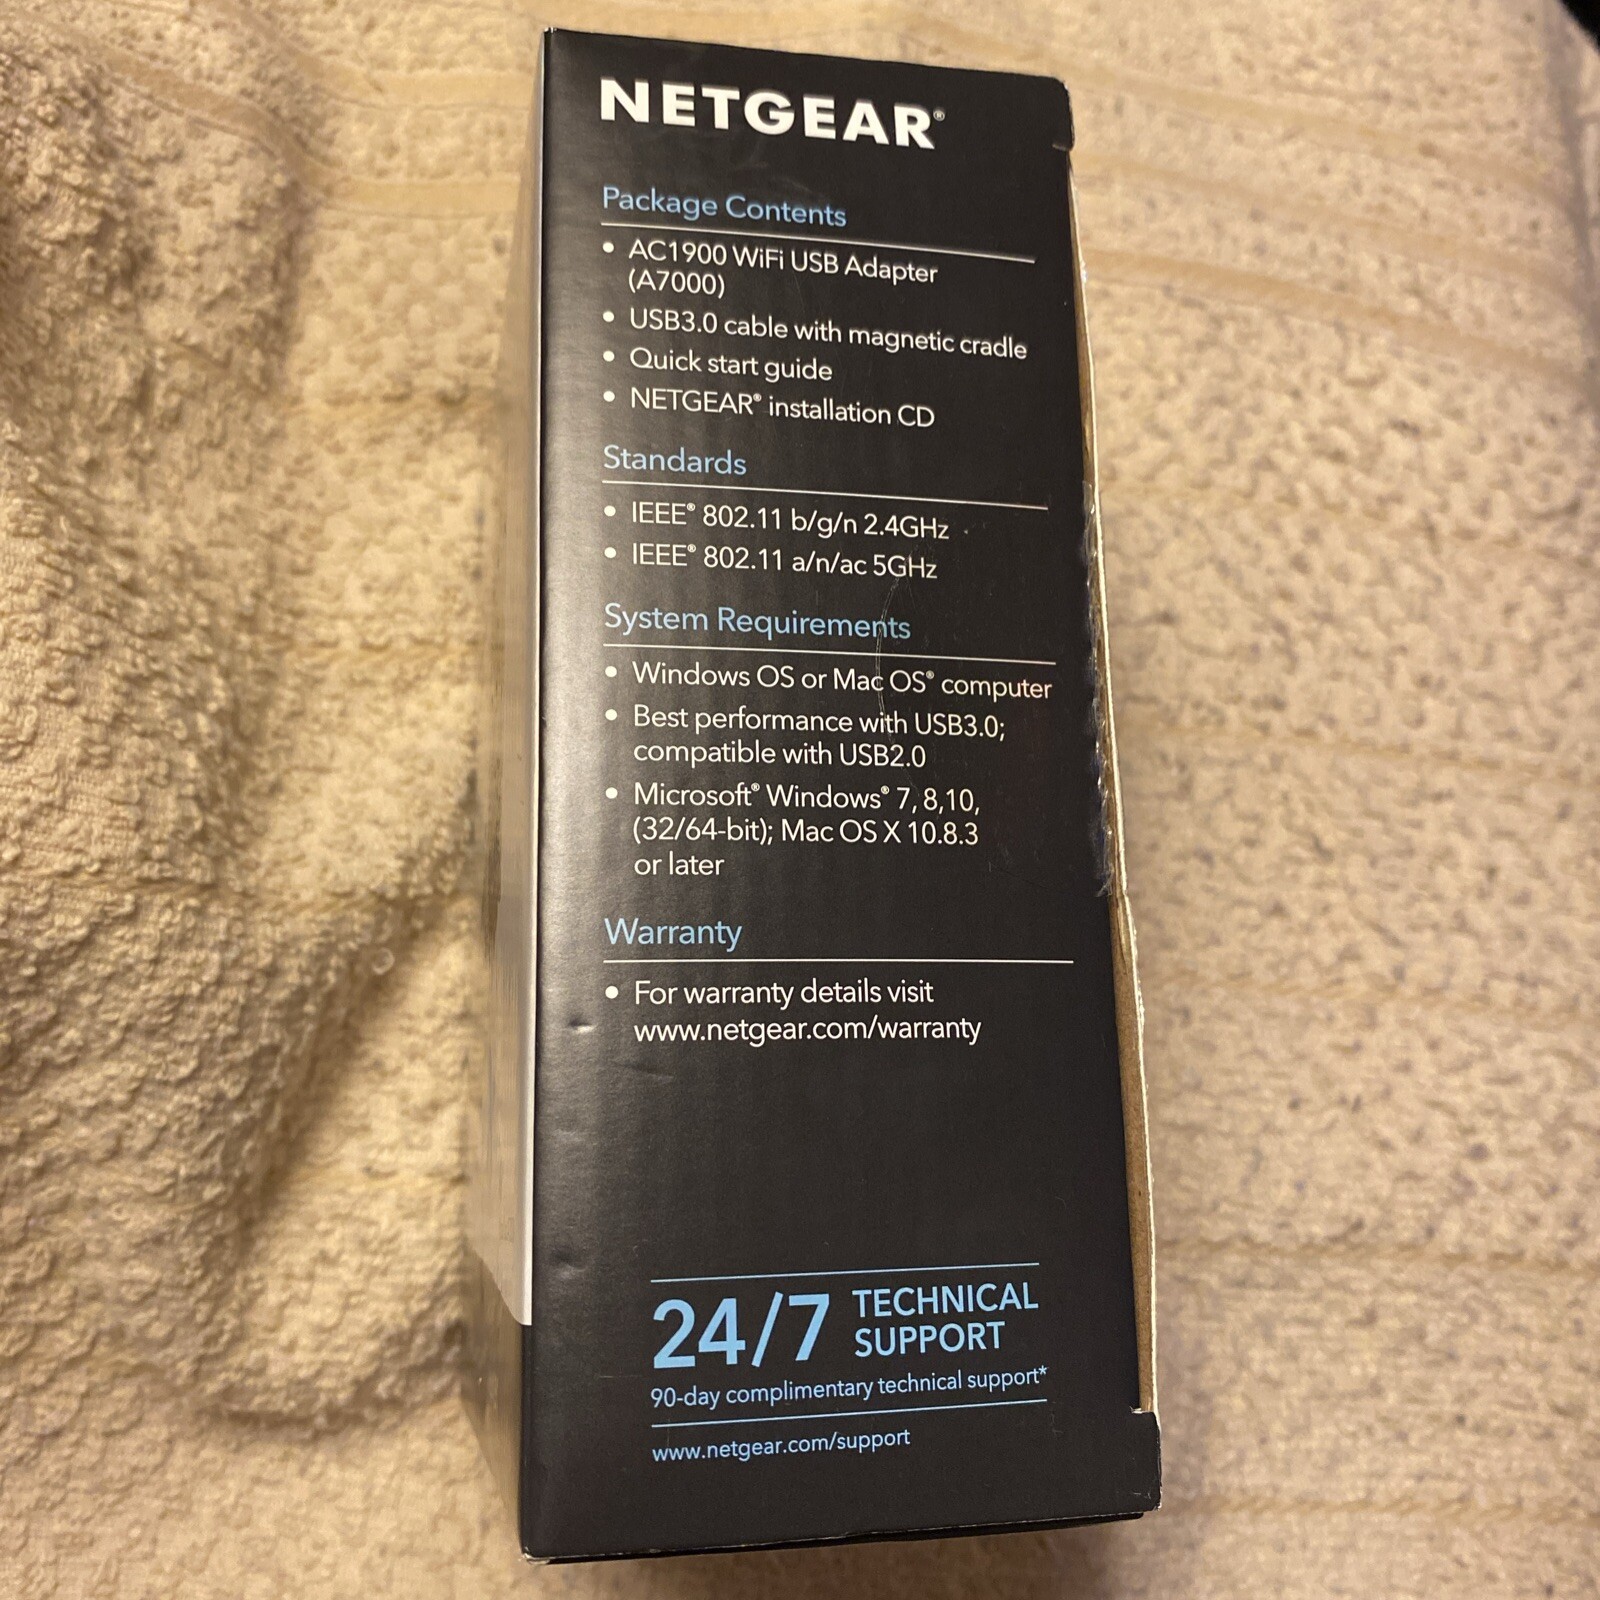 NETGEAR®
Package Contents
• AC1900 WiFi USB Adapter
(A7000)
• USB3.0 cable with magnetic cradle
• Quick start guide
• NETGEAR® installation CD
Standards
• IEEE® 802.11 b/g/n 2.4GHz
• IEEE® 802.11 a/n/ac 5GHz
System Requirements
• Windows OS or Mac OS® computer
• Best performance with USB3.0;
compatible with USB2.0
• Microsoft® Windows® 7, 8,10,
(32/64-bit); Mac OS X 10.8.3
or later
Warranty
• For warranty details visit
www.netgear.com/warranty
24/7 TECHNICAL
SUPPORT
90-day complimentary technical support*
www.netgear.com/support